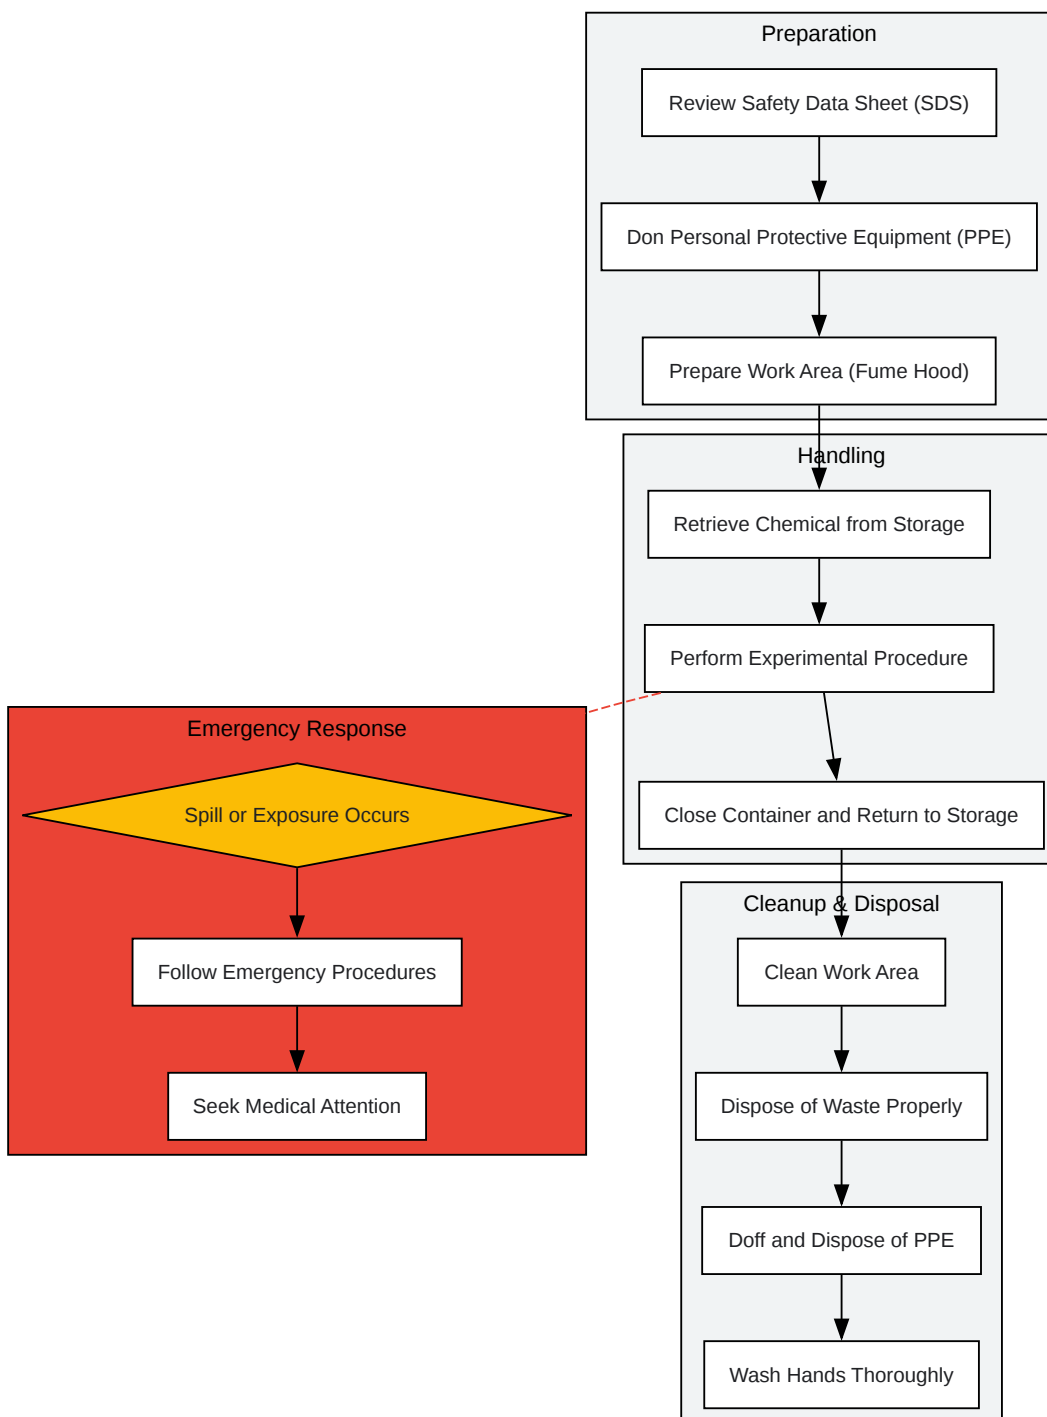 Preparation
Review Safety Data Sheet (SDS)
Don Personal Protective Equipment (PPE)
Prepare Work Area (Fume Hood)
Handling
Retrieve Chemical from Storage
Perform Experimental Procedure
Close Container and Return to Storage
Emergency Response
Spill or Exposure Occurs
Follow Emergency Procedures
Seek Medical Attention
Cleanup & Disposal
Clean Work Area
Dispose of Waste Properly
Doff and Dispose of PPE
Wash Hands Thoroughly